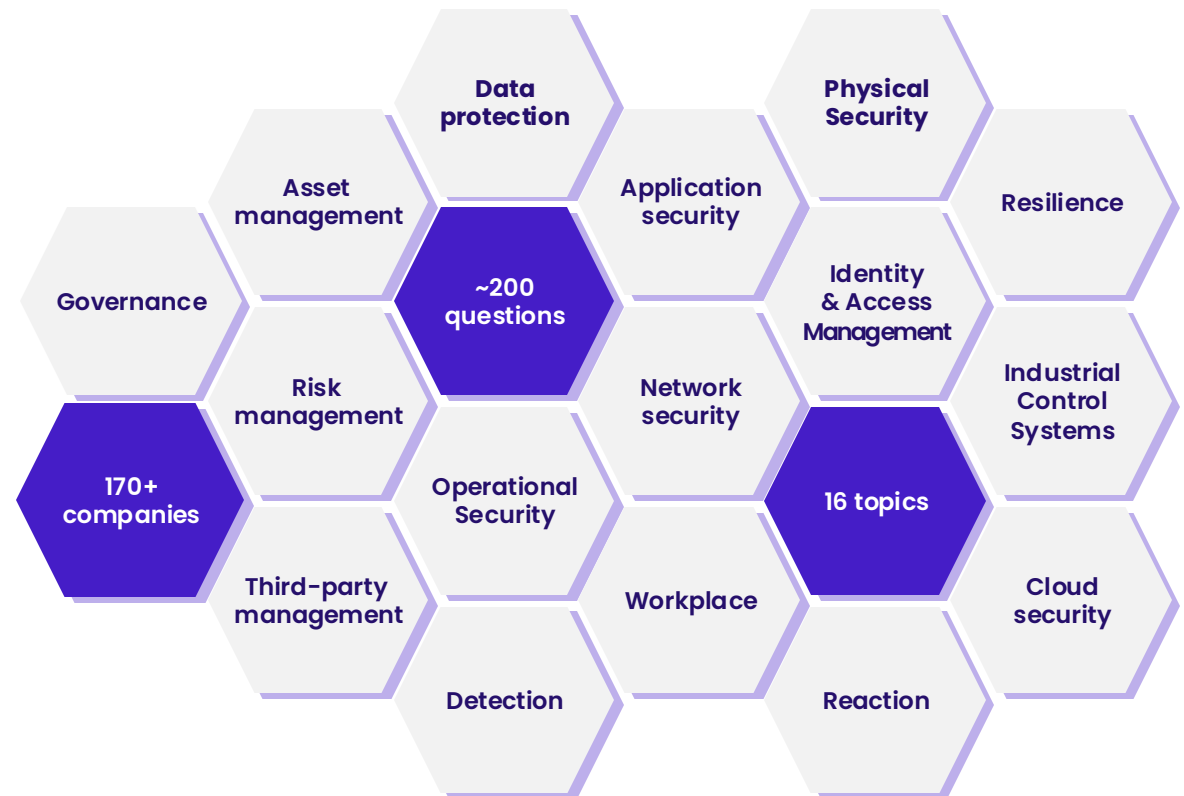 Data
protection
Physical
Security
Asset
management
Application
security
Resilience
Governance
~200
questions
Identity
& Access
Management
Risk
management
Network
security
Industrial
Control
Systems
170+
companies
Operational
Security
16 topics
Third-party
management
Workplace
Cloud
security
Detection
Reaction